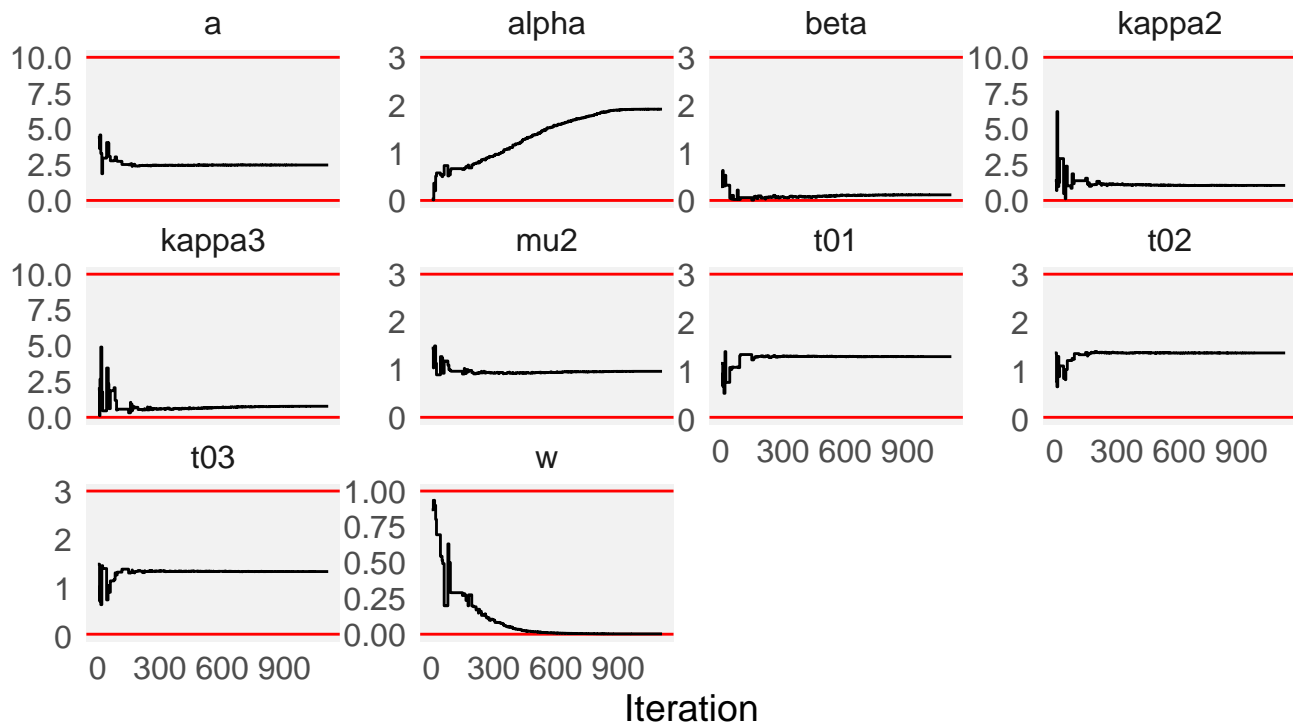 a alpha beta kappa2
10.0 3 3 10.0
7.5 2 2 7.5
5.0 5.0
2.5 1 1 2.5
0.0 0 0 0.0
kappa3 mu2 t01 t02
10.0 3 3 3
7.5 2 2 2
5.0
2.5 1 1 1
0.0 0 0 0
0 300 600 900 0 300 600 900
t03 w
3 1.00
2 0.75
0.50
1 0.25
0 0.00
0 300 600 900 0 300 600 900
Iteration